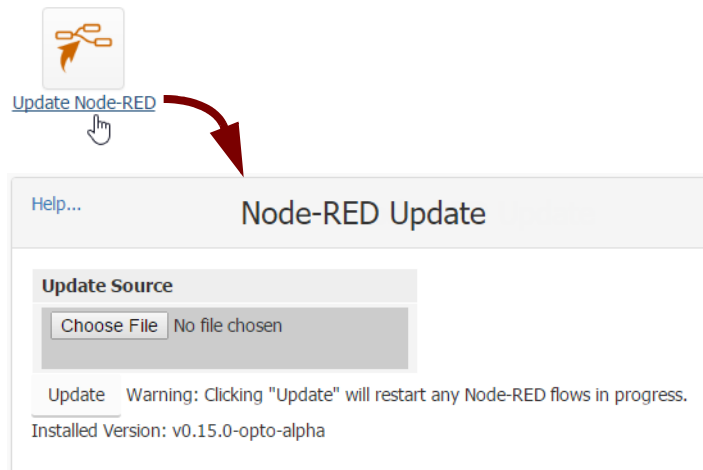 Update Node-RED
Help...
Node-RED Update
Update Source
Choose File No file chosen
Update Warning: Clicking "Update" will restart any Node-RED flows in progress.
Installed Version: v0.15.0-opto-alpha